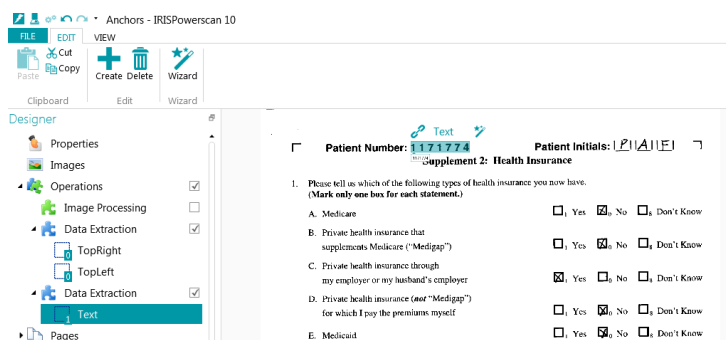 Anchors - IRISPowerscan 10
FILE EDIT VIEW
Paste Cut Copy Create Delete Wizard
Clipboard Edit Wizard
Designer
Properties
Images
Operations
Image Processing
Data Extraction
0 TopRight
0 TopLeft
Data Extraction
1 Text
Pages
Text
Patient Number: 1171774 Patient Initials: |P|A|F|
1171774
Supplement 2: Health Insurance
1. Please tell us which of the following types of health insurance you now have.
(Mark only one box for each statement.)
A. Medicare 1 Yes 0 No 8 Don't Know
B. Private health insurance that
supplements Medicare ("Medigap") 1 Yes 0 No 8 Don't Know
C. Private health insurance through
my employer or my husband's employer 1 Yes 0 No 8 Don't Know
D. Private health insurance (not "Medigap")
for which I pay the premiums myself 1 Yes 0 No 8 Don't Know
E. Medicaid 1 Yes 0 No 8 Don't Know